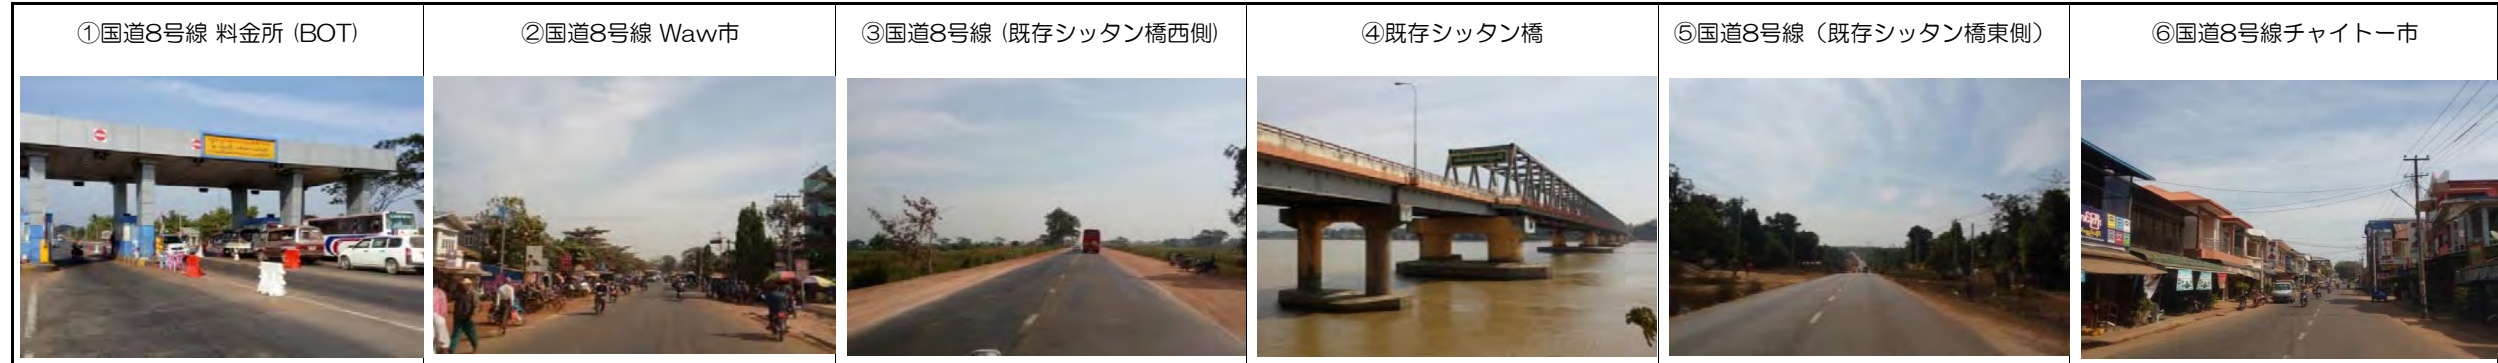 ①国道8号線 料金所 (BOT)
②国道8号線 Waw市
③国道8号線 (既存シッタン橋西側)
④既存シッタン橋
⑤国道8号線（既存シッタン橋東側）
⑥国道8号線チャイトー市